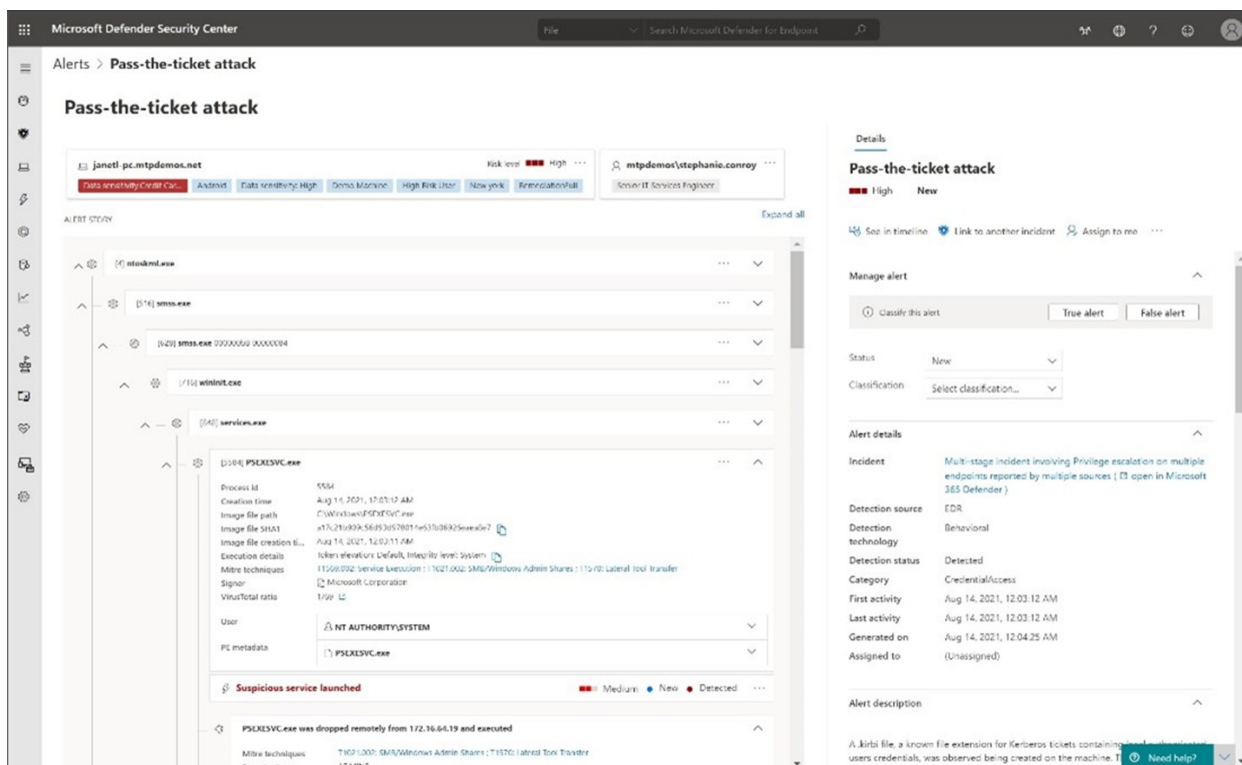 Microsoft Defender Security Center
File
Search Microsoft Defender for Endpoint
Alerts > Pass-the-ticket attack
Pass-the-ticket attack
janetl-pc.mtpdemos.net
Risk level High ...
Data sensitivity Credit Car...
Android
Data sensitivity: High
Demo Machine
High Risk User
New york
RemediationPull
mtpdemos\stephanie.conroy ...
Senior IT Services Engineer
ALERT STORY
Expand all
[4] ntoskrnl.exe
[516] smss.exe
smss.exe
wininit.exe
services.exe
PSEXESVC.exe
Process id
Creation time Aug 14, 2021, 12:03:12 AM
Image file path C:\Windows\PSEXESVC.exe
Image file SHA1
Image file creation ti... Aug 14, 2021, 12:03:11 AM
Execution details Token elevation: Default, Integrity level: System
Mitre techniques T1569.002: Service Execution ; T1021.002: SMB/Windows Admin Shares ; T1570: Lateral Tool Transfer
Signer Microsoft Corporation
VirusTotal ratio
User NT AUTHORITY\SYSTEM
PE metadata PSEXESVC.exe
Suspicious service launched Medium New Detected ...
PSEXESVC.exe was dropped remotely from 172.16.64.19 and executed
Mitre techniques T1021.002: SMB/Windows Admin Shares ; T1570: Lateral Tool Transfer
Details
Pass-the-ticket attack
High New
See in timeline Link to another incident Assign to me ...
Manage alert
Classify this alert True alert False alert
Status New
Classification Select classification...
Alert details
Incident Multi-stage incident involving Privilege escalation on multiple
endpoints reported by multiple sources ( open in Microsoft
365 Defender )
Detection source EDR
Detection Behavioral
technology
Detection status Detected
Category CredentialAccess
First activity Aug 14, 2021, 12:03:12 AM
Last activity Aug 14, 2021, 12:03:12 AM
Generated on Aug 14, 2021, 12:04:25 AM
Assigned to (Unassigned)
Alert description
A .kirbi file, a known file extension for Kerberos tickets containing
users credentials, was observed being created on the machine.
Need help?